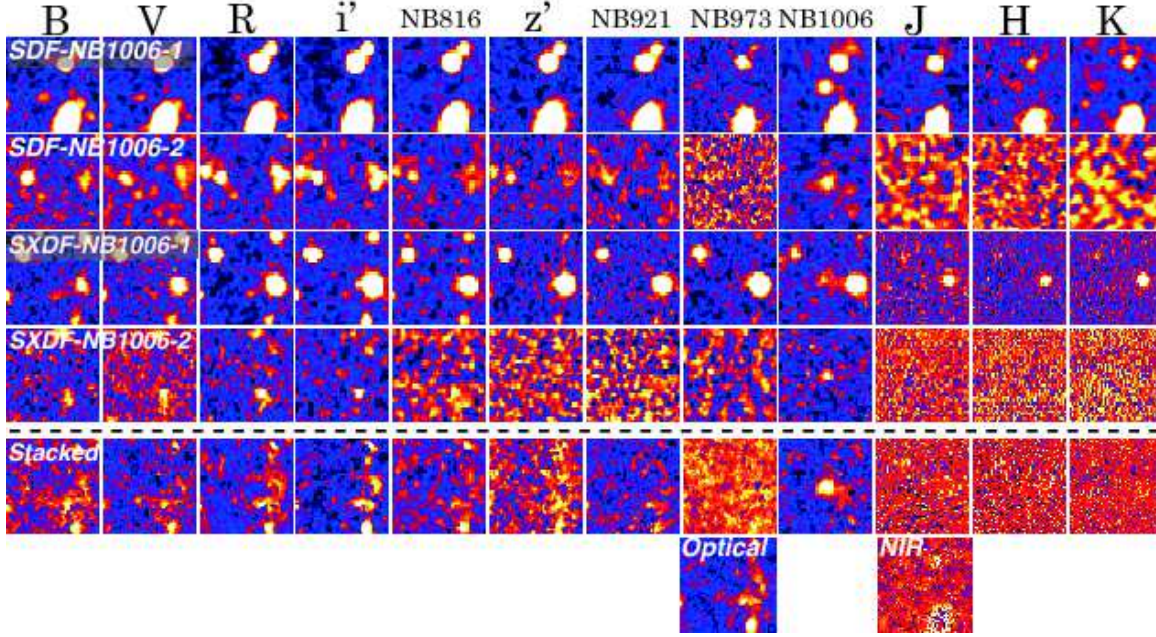 B V R i' NB816 z' NB921 NB973 NB1006 J H K
SDF-NB1006-1
SDF-NB1006-2
SXDF-NB1006-1
SXDF-NB1006-2
Stacked
Optical NIR